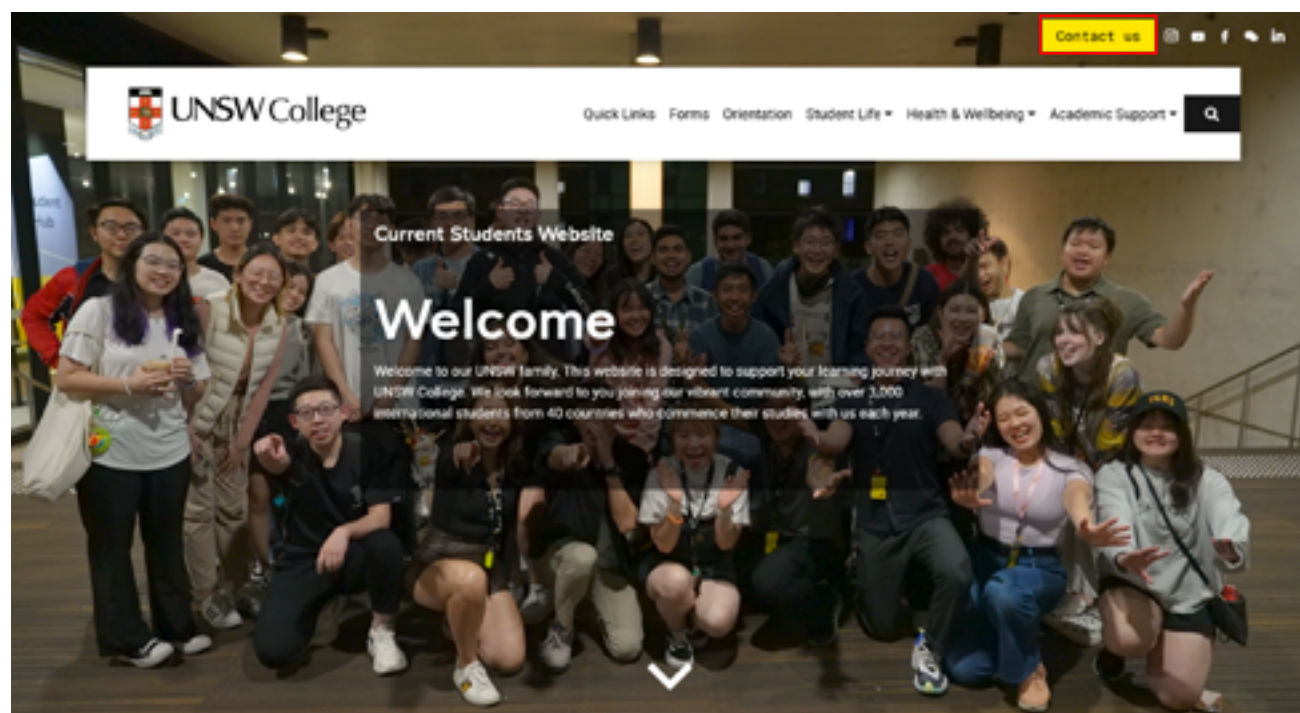 Contact us
UNSW College
Quick Links Forms Orientation Student Life Health & Wellbeing Academic Support
Student
Hub
Current Students Website
Welcome
Welcome to our UNSW family. This website is designed to support your learning journey with
UNSW College. We look forward to you joining our vibrant community, with over 3,000
international students from 40 countries who commence their studies with us each year.